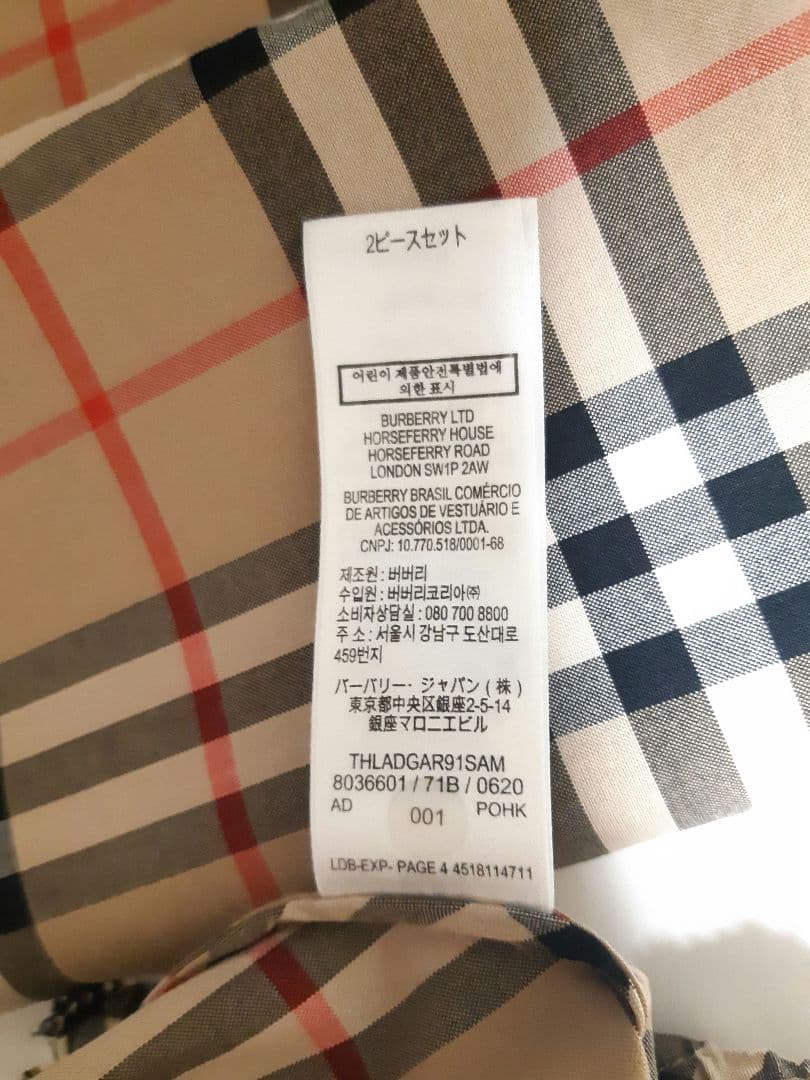 2ピースセット
어린이 제품안전특별법에
의한 표시
BURBERRY LTD
HORSEFERRY HOUSE
HORSEFERRY ROAD
LONDON SW1P 2AW
BURBERRY BRASIL COMÉRCIO
DE ARTIGOS DE VESTUÁRIO E
ACESSÓRIOS LTDA.
CNPJ: 10.770.518/0001-68
제조원 : 버버리
수입원 : 버버리코리아㈜
소비자상담실 : 080 700 8800
주 소 : 서울시 강남구 도산대로
459번지
バーバリー・ジャパン(株)
東京都中央区銀座2-5-14
銀座マロニエビル
THLADGAR91SAM
8036601 / 71B / 0620
AD 001 POHK
LDB-EXP- PAGE 4 4518114711